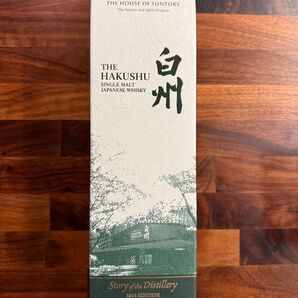 THE HOUSE OF SUNTORY
The Nature and Spirit of Japan
THE
HAKUSHU
SINGLE MALT
JAPANESE WHISKY
白州
Story of the Distillery
2024 EDITION